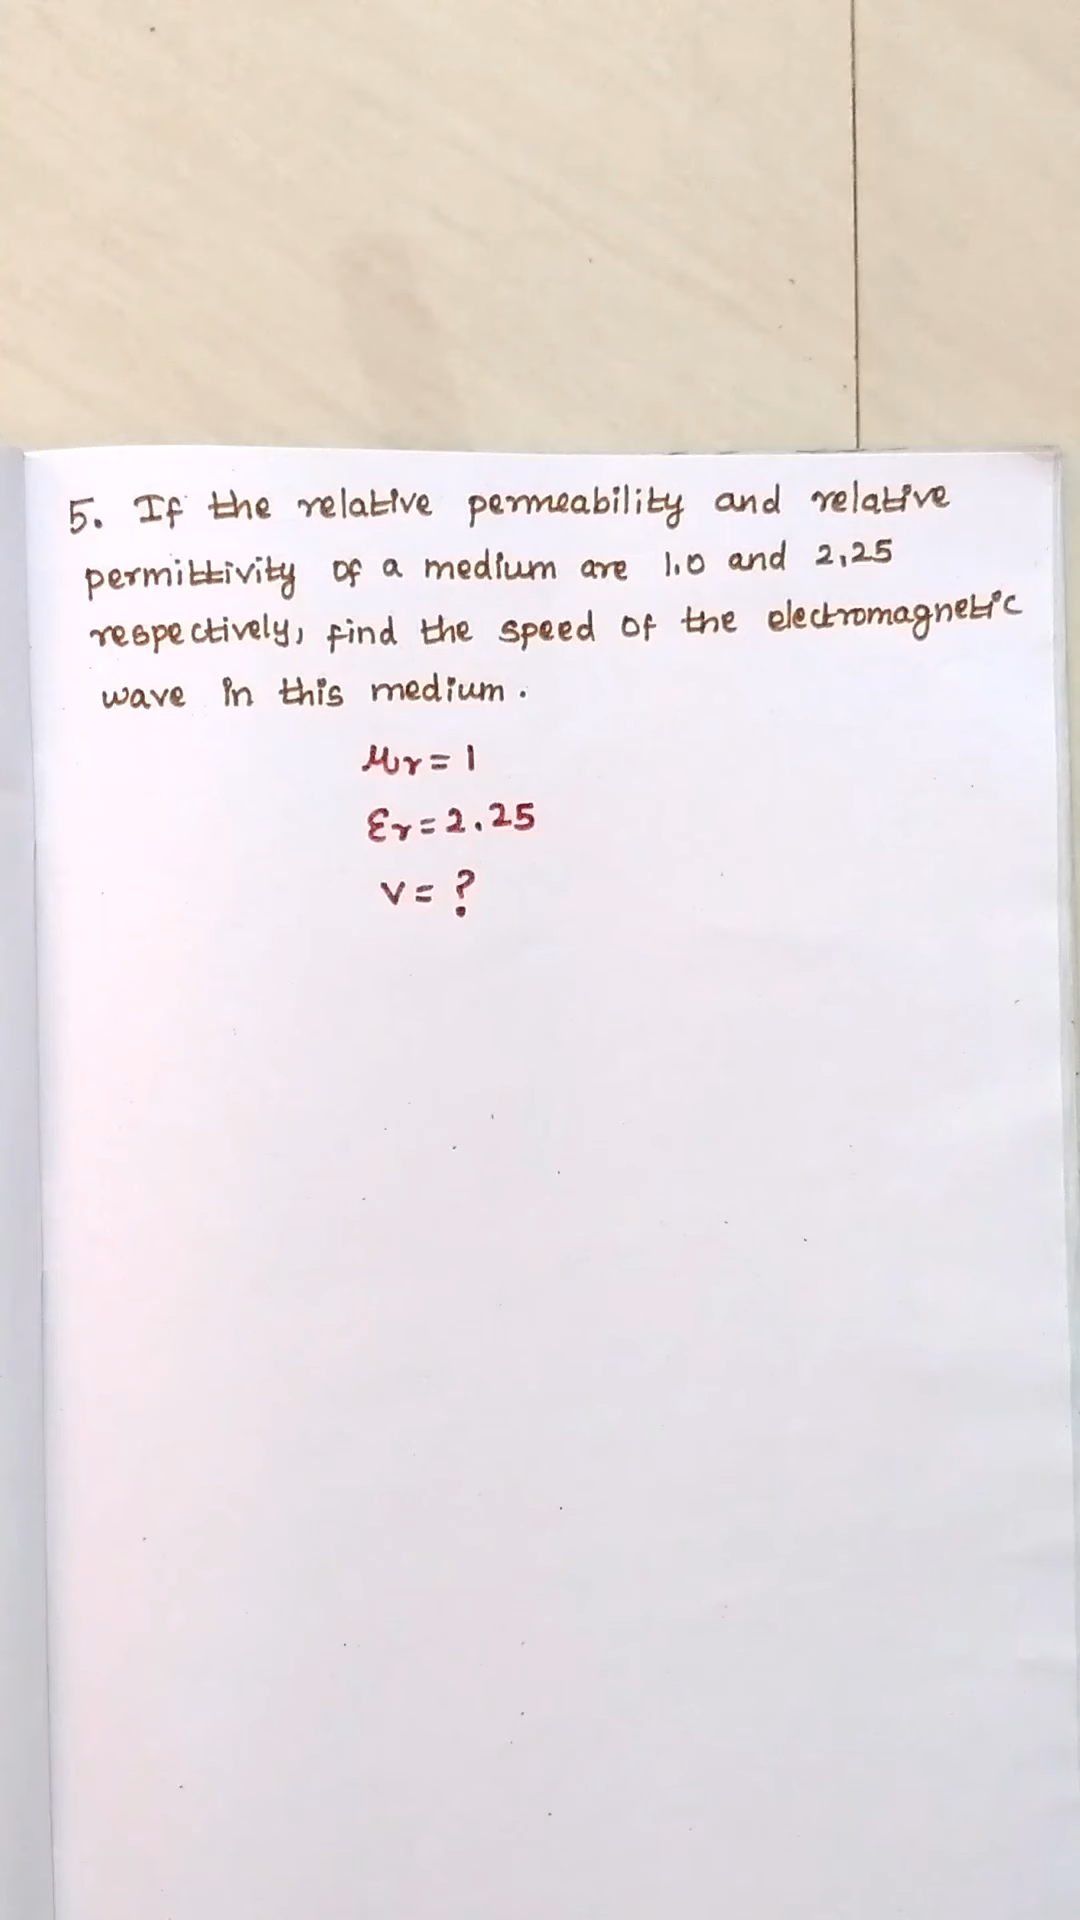 5. If the relative permeability and relative
permittivity of a medium are 1.0 and 2,25
respectively, find the speed of the electromagnetic
wave in this medium.
μr = 1
εr = 2.25
v = ?